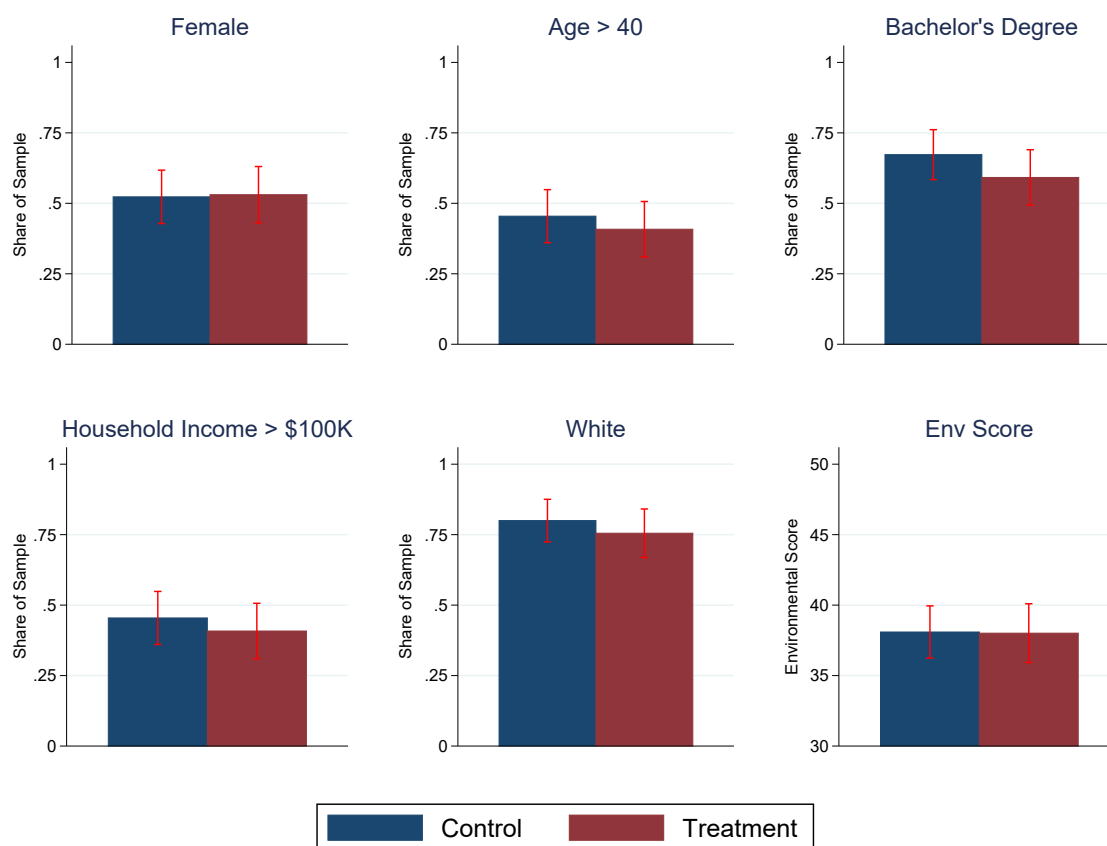 Female
Age > 40
Bachelor's Degree
1
.75
.5
.25
0
Share of Sample
1
.75
.5
.25
0
Share of Sample
1
.75
.5
.25
0
Share of Sample
Household Income > $100K
White
Env Score
1
.75
.5
.25
0
Share of Sample
1
.75
.5
.25
0
Share of Sample
50
45
40
35
30
Environmental Score
Control
Treatment